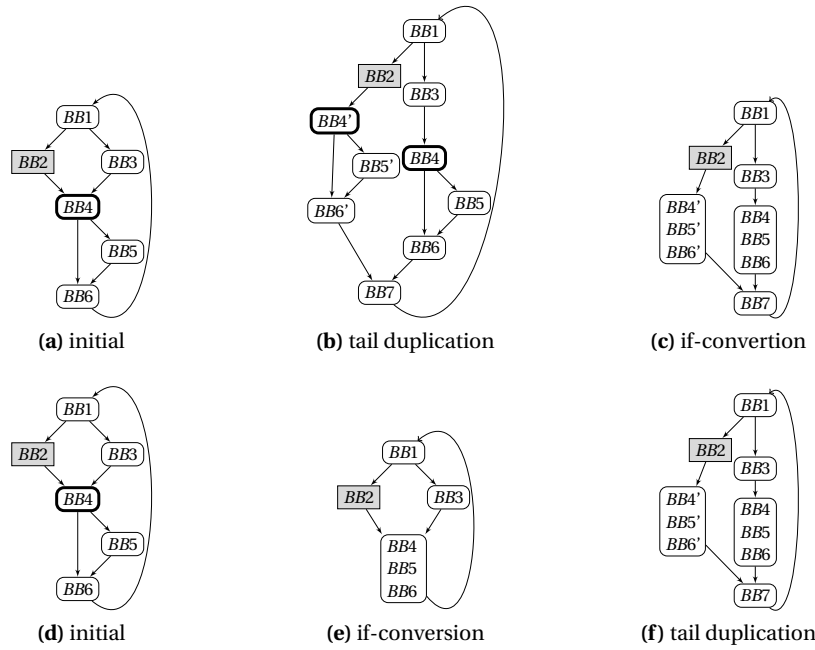 BB1
BB2
BB3
BB4
BB5
BB6
(a) initial
BB1
BB2
BB3
BB4'
BB4
BB5'
BB5
BB6'
BB6
BB7
(b) tail duplication
BB1
BB2
BB3
BB4'
BB5'
BB6'
BB4
BB5
BB6
BB7
(c) if-convertion
BB1
BB2
BB3
BB4
BB5
BB6
(d) initial
BB1
BB2
BB3
BB4
BB5
BB6
(e) if-conversion
BB1
BB2
BB3
BB4'
BB5'
BB6'
BB4
BB5
BB6
BB7
(f) tail duplication